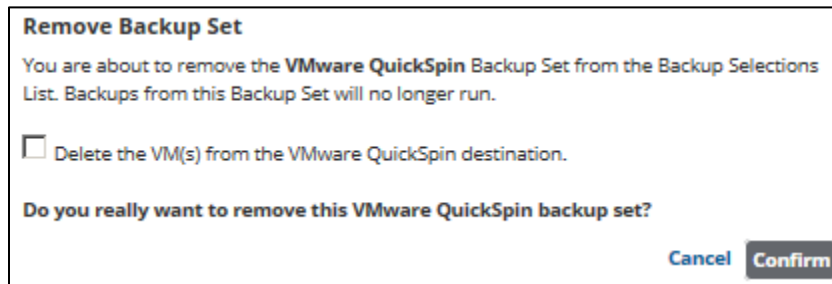 Remove Backup Set
You are about to remove the VMware QuickSpin Backup Set from the Backup Selections
List. Backups from this Backup Set will no longer run.
Delete the VM(s) from the VMware QuickSpin destination.
Do you really want to remove this VMware QuickSpin backup set?
Cancel Confirm